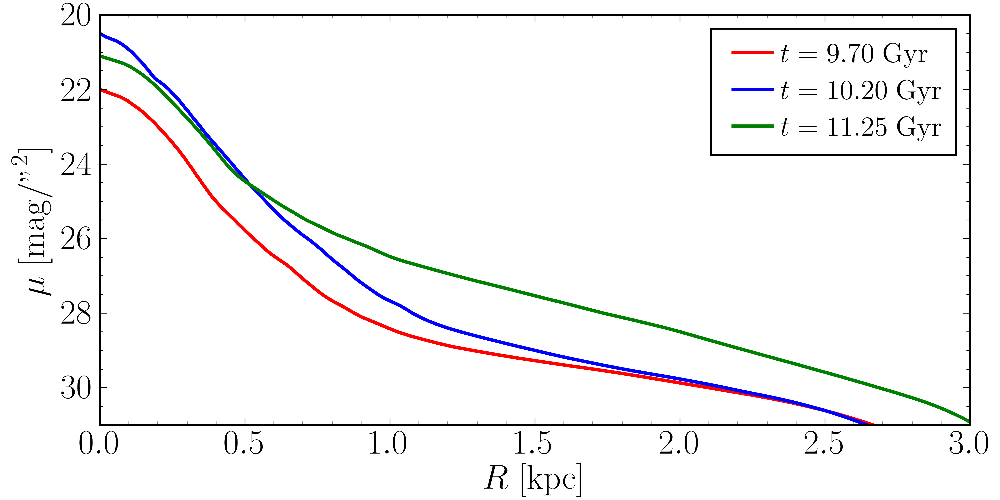 20
22
24
26
28
30
μ [mag/”²]
0.0 0.5 1.0 1.5 2.0 2.5 3.0
R [kpc]
t = 9.70 Gyr
t = 10.20 Gyr
t = 11.25 Gyr